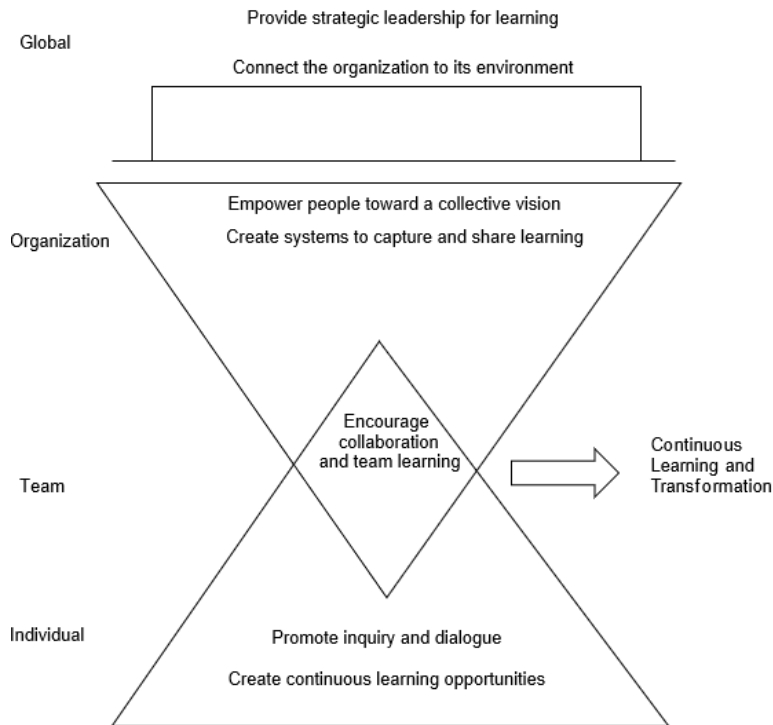 Provide strategic leadership for learning
Global
Connect the organization to its environment
Empower people toward a collective vision
Organization
Create systems to capture and share learning
Encourage
collaboration
and team learning
Team
Continuous
Learning and
Transformation
Individual
Promote inquiry and dialogue
Create continuous learning opportunities